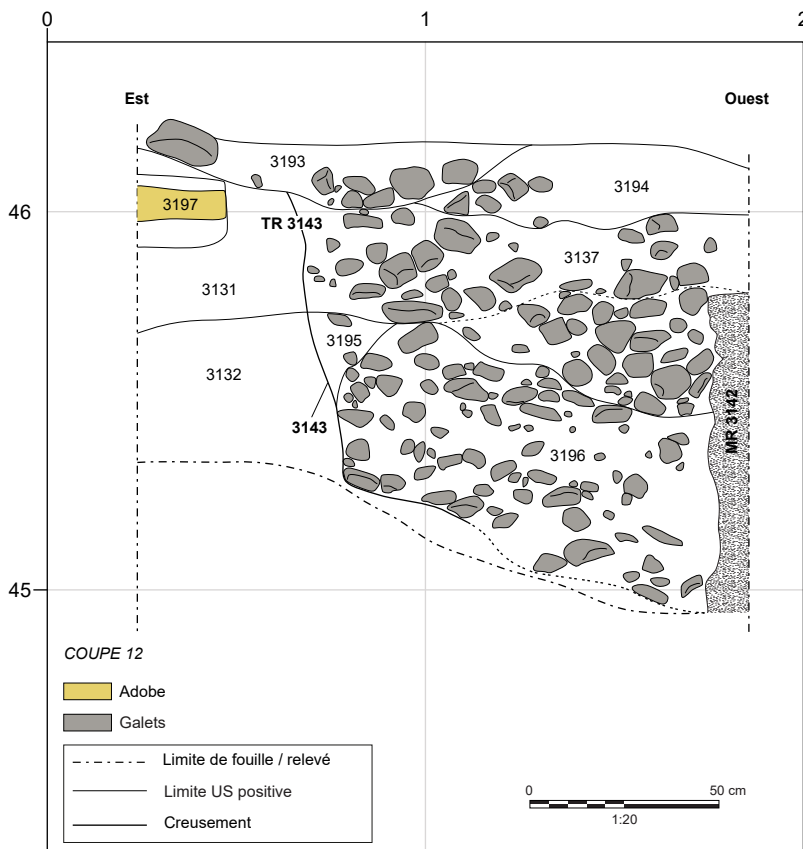 0 1 2
Est Ouest
3193
3194
3197
46
TR 3143
3137
3131
3195
3132
MR 3142
3143
3196
45
COUPE 12
Adobe
Galets
Limite de fouille / relevé
Limite US positive
Creusement
0 50 cm
1:20